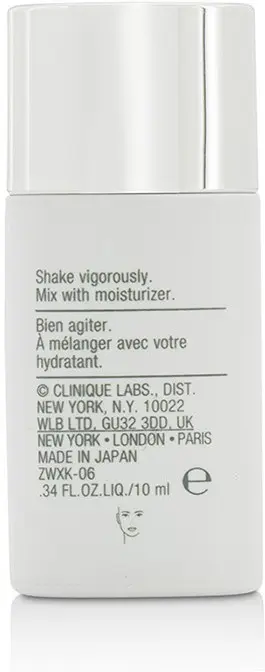 Shake vigorously.
Mix with moisturizer.
Bien agiter.
À mélanger avec votre
hydratant.
© CLINIQUE LABS., DIST.
NEW YORK, N.Y. 10022
WLB LTD, GU32 3DD, UK
NEW YORK • LONDON • PARIS
MADE IN JAPAN
ZWXK-06
.34 FL.OZ.LIQ./10 ml ℮